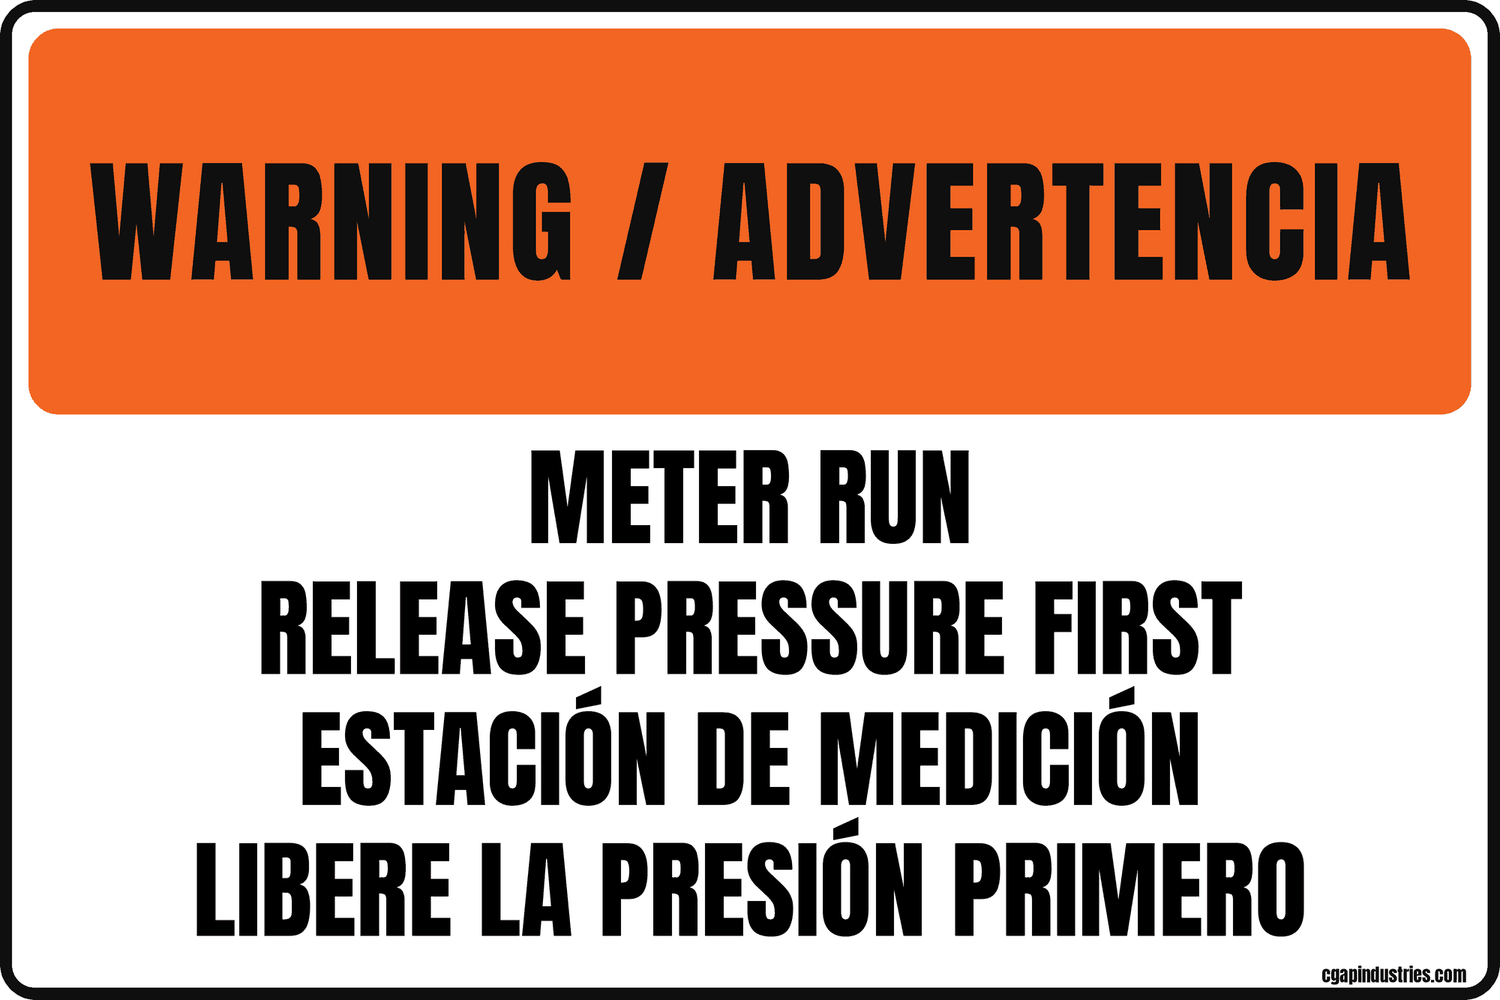 WARNING / ADVERTENCIA
METER RUN
RELEASE PRESSURE FIRST
ESTACIÓN DE MEDICIÓN
LIBERE LA PRESIÓN PRIMERO
cgapindustries.com